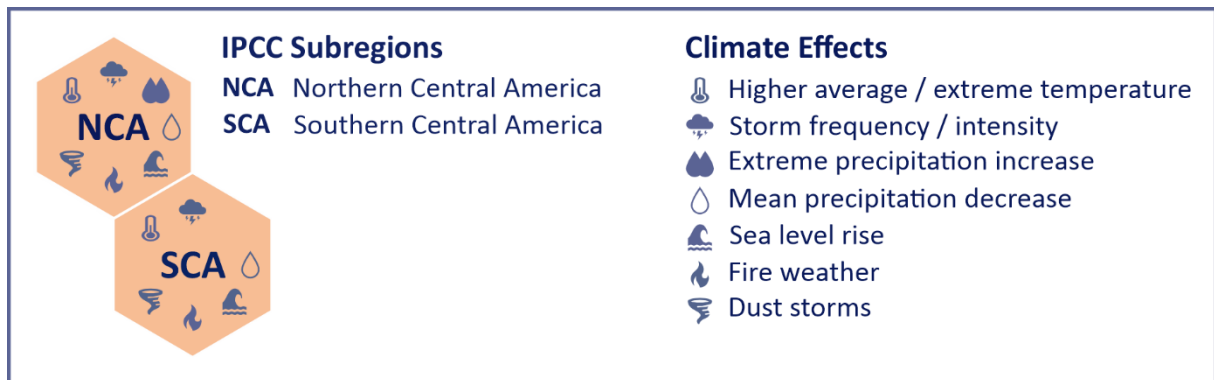 NCA
SCA
IPCC Subregions
NCA Northern Central America
SCA Southern Central America
Climate Effects
Higher average / extreme temperature
Storm frequency / intensity
Extreme precipitation increase
Mean precipitation decrease
Sea level rise
Fire weather
Dust storms